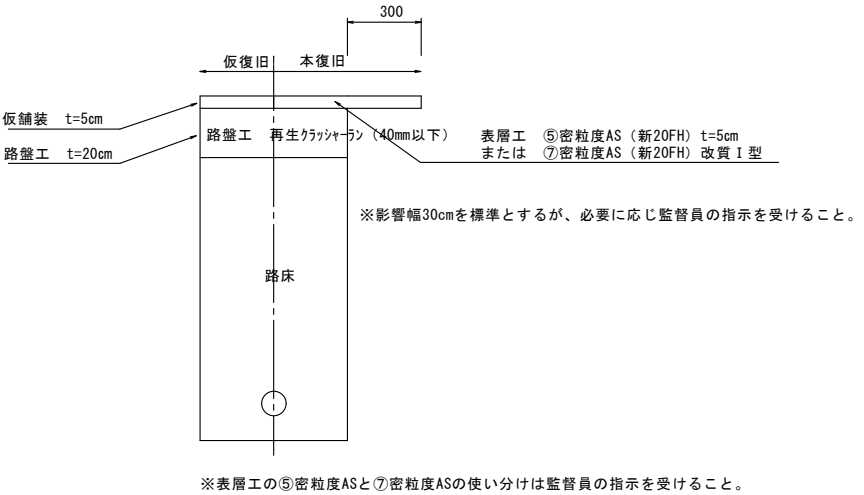 300
仮復旧 本復旧
仮舗装 t=5cm
路盤工 再生クラッシャーラン（40mm以下）
表層工 ⑤密粒度AS（新20FH）t=5cm
路盤工 t=20cm
または ⑦密粒度AS（新20FH）改質Ⅰ型
※影響幅30cmを標準とするが、必要に応じ監督員の指示を受けること。
路床
※表層工の⑤密粒度ASと⑦密粒度ASの使い分けは監督員の指示を受けること。